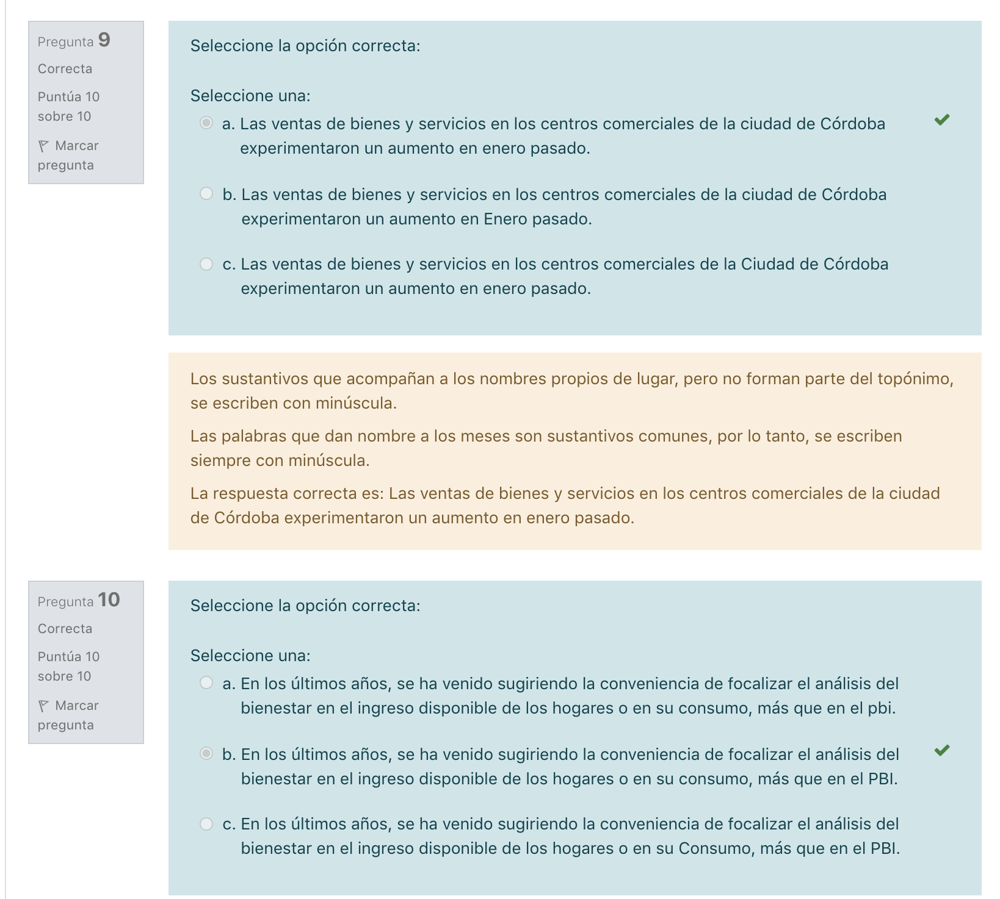 Pregunta 9
Correcta
Puntúa 10
sobre 10
Marcar
pregunta
Seleccione la opción correcta:
Seleccione una:
a. Las ventas de bienes y servicios en los centros comerciales de la ciudad de Córdoba
experimentaron un aumento en enero pasado.
b. Las ventas de bienes y servicios en los centros comerciales de la ciudad de Córdoba
experimentaron un aumento en Enero pasado.
c. Las ventas de bienes y servicios en los centros comerciales de la Ciudad de Córdoba
experimentaron un aumento en enero pasado.
Los sustantivos que acompañan a los nombres propios de lugar, pero no forman parte del topónimo,
se escriben con minúscula.
Las palabras que dan nombre a los meses son sustantivos comunes, por lo tanto, se escriben
siempre con minúscula.
La respuesta correcta es: Las ventas de bienes y servicios en los centros comerciales de la ciudad
de Córdoba experimentaron un aumento en enero pasado.
Pregunta 10
Correcta
Puntúa 10
sobre 10
Marcar
pregunta
Seleccione la opción correcta:
Seleccione una:
a. En los últimos años, se ha venido sugiriendo la conveniencia de focalizar el análisis del
bienestar en el ingreso disponible de los hogares o en su consumo, más que en el pbi.
b. En los últimos años, se ha venido sugiriendo la conveniencia de focalizar el análisis del
bienestar en el ingreso disponible de los hogares o en su consumo, más que en el PBI.
c. En los últimos años, se ha venido sugiriendo la conveniencia de focalizar el análisis del
bienestar en el ingreso disponible de los hogares o en su Consumo, más que en el PBI.